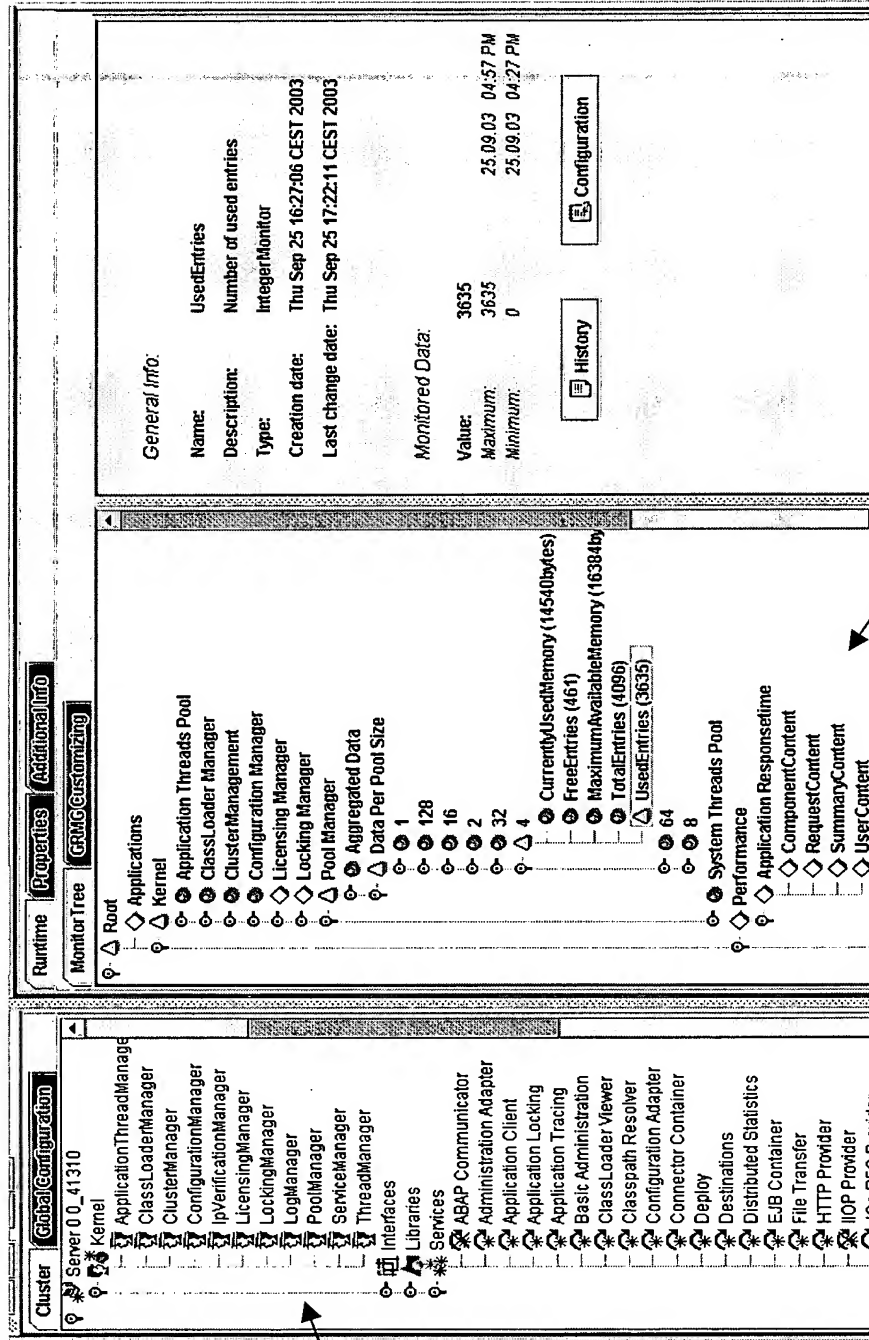 Cluster
Global Configuration
Server 0 0_41310
Kernel
ApplicationThreadManage
ClassLoaderManager
ClusterManager
ConfigurationManager
IpVerificationManager
LicensingManager
LockingManager
LogManager
PoolManager
ServiceManager
ThreadManager
Interfaces
Libraries
Services
ABAP Communicator
Administration Adapter
Application Client
Application Locking
Application Tracing
Basic Administration
ClassLoader Viewer
Classpath Resolver
Configuration Adapter
Connector Container
Deploy
Destinations
Distributed Statistics
EJB Container
File Transfer
HTTP Provider
IIOP Provider
Runtime
Properties
Additional Info
Monitor Tree
GRMG Customizing
Root
Applications
Kernel
Application Threads Pool
ClassLoader Manager
ClusterManagement
Configuration Manager
Licensing Manager
Locking Manager
Pool Manager
Aggregated Data
Data Per Pool Size
1
128
16
2
32
4
CurrentlyUsedMemory (14540bytes)
FreeEntries (461)
MaximumAvailableMemory (16384by
TotalEntries (4096)
UsedEntries (3635)
64
8
System Threads Pool
Performance
Application Responsetime
ComponentContent
RequestContent
SummaryContent
UserContent
General Info:
Name: UsedEntries
Description: Number of used entries
Type: IntegerMonitor
Creation date: Thu Sep 25 16:27:06 CEST 2003
Last change date: Thu Sep 25 17:22:11 CEST 2003
Monitored Data:
Value: 3635
Maximum: 3635 25.09.03 04:57 PM
Minimum: 0 25.09.03 04:27 PM
History
Configuration